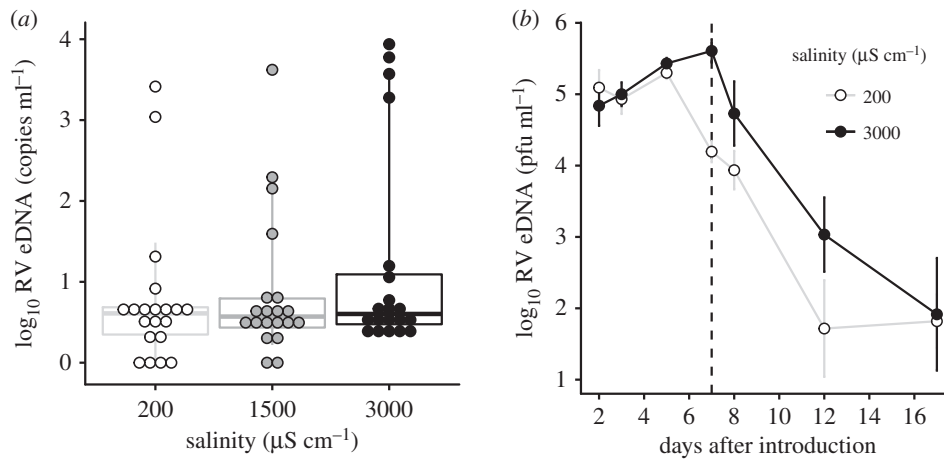 (a)
log10 RV eDNA (copies ml−1)
4
3
2
1
0
200 1500 3000
salinity (µS cm−1)
(b)
log10 RV eDNA (pfu ml−1)
6
5
4
3
2
1
salinity (µS cm−1)
200
3000
2 4 6 8 10 12 14 16
days after introduction